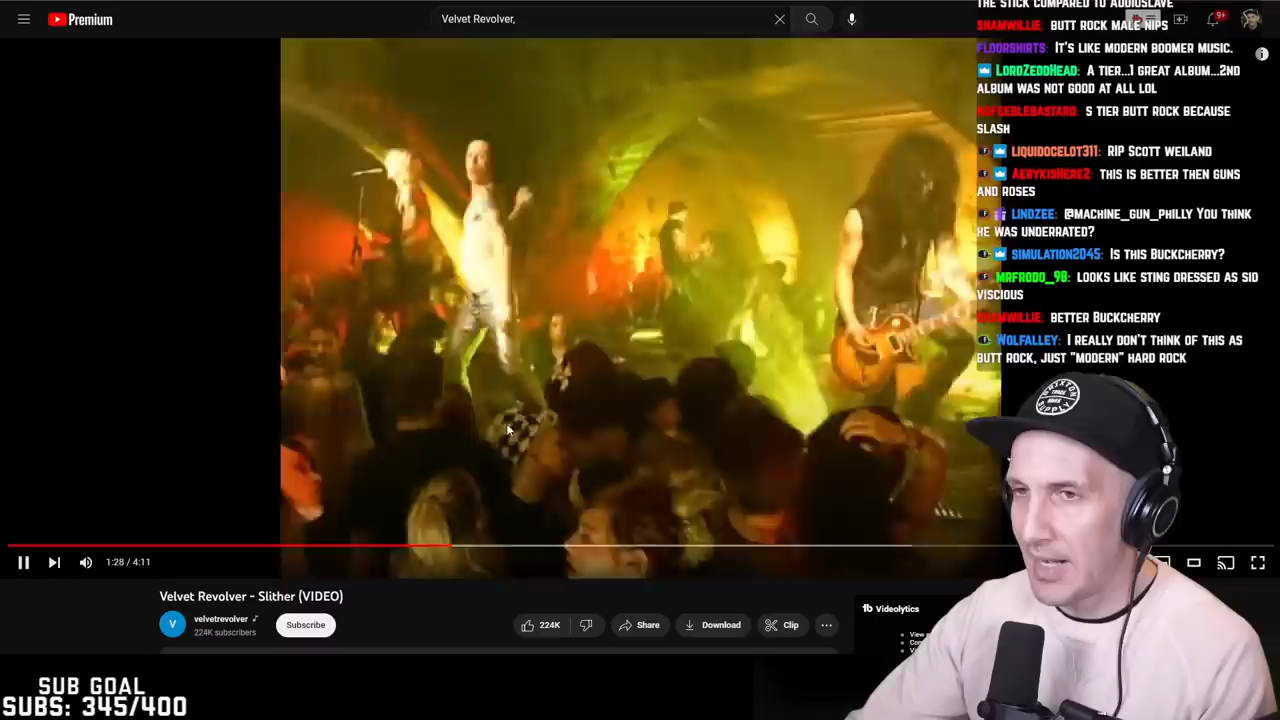 Premium
Velvet Revolver,
9+
THE STICK COMPARED TO AUDIOSLAVE
SHAMWILLIE: BUTT ROCK MALE NIPS
FLOORSHIRTS: IT'S LIKE MODERN BOOMER MUSIC.
LORDZEDDHEAD: A TIER...1 GREAT ALBUM...2ND
ALBUM WAS NOT GOOD AT ALL LOL
NOFEEBLEBASTARD: S TIER BUTT ROCK BECAUSE
SLASH
LIQUIDOCELOT311: RIP SCOTT WEILAND
AERYKISHERE2: THIS IS BETTER THEN GUNS
AND ROSES
LINDZEE: @MACHINE_GUN_PHILLY YOU THINK
HE WAS UNDERRATED?
SIMULATION2045: IS THIS BUCKCHERRY?
MRFRODO_98: LOOKS LIKE STING DRESSED AS SID
VISCIOUS
SHAMWILLIE: BETTER BUCKCHERRY
WOLFALLEY: I REALLY DON'T THINK OF THIS AS
BUTT ROCK, JUST "MODERN" HARD ROCK
BRIXTON
SUPPLY
1:28 / 4:11
Velvet Revolver - Slither (VIDEO)
V
velvetrevolver
224K subscribers
Subscribe
224K
Share
Download
Clip
Videolytics
SUB GOAL
SUBS: 345/400